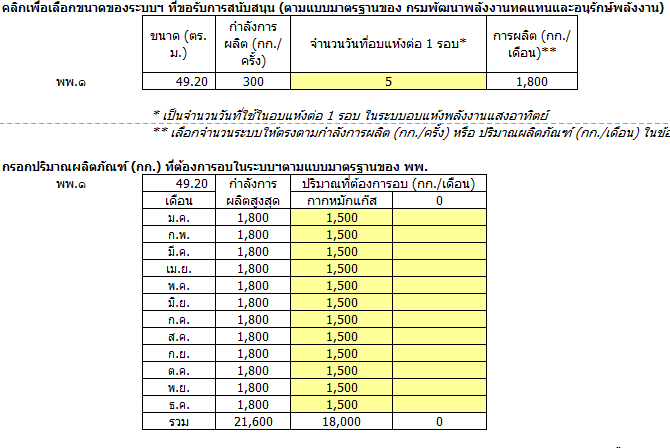 คลิกเพื่อเลือกขนาดของระบบฯ ที่ขอรับการสนับสนุน (ตามแบบมาตรฐานของ กรมพัฒนาพลังงานทดแทนและอนุรักษ์พลังงาน)
ขนาด (ตร.ม.) กำลังการผลิต (กก./ครั้ง) จำนวนวันที่อบแห้งต่อ 1 รอบ* การผลิต (กก./เดือน)**
พพ.๑ 49.20 300 5 1,800
* เป็นจำนวนวันที่ใช้ในอบแห้งต่อ 1 รอบ ในระบบอบแห้งพลังงานแสงอาทิตย์
** เลือกจำนวนระบบให้ตรงตามกำลังการผลิต (กก./ครั้ง) หรือ ปริมาณผลิตภัณฑ์ (กก./เดือน) ในข้อ
กรอกปริมาณผลิตภัณฑ์ (กก.) ที่ต้องการอบในระบบฯตามแบบมาตรฐานของ พพ.
พพ.๑ 49.20 กำลังการ ปริมาณที่ต้องการอบ (กก./เดือน)
เดือน ผลิตสูงสุด กากหมักแก๊ส 0
ม.ค. 1,800 1,500
ก.พ. 1,800 1,500
มี.ค. 1,800 1,500
เม.ย. 1,800 1,500
พ.ค. 1,800 1,500
มิ.ย. 1,800 1,500
ก.ค. 1,800 1,500
ส.ค. 1,800 1,500
ก.ย. 1,800 1,500
ต.ค. 1,800 1,500
พ.ย. 1,800 1,500
ธ.ค. 1,800 1,500
รวม 21,600 18,000 0